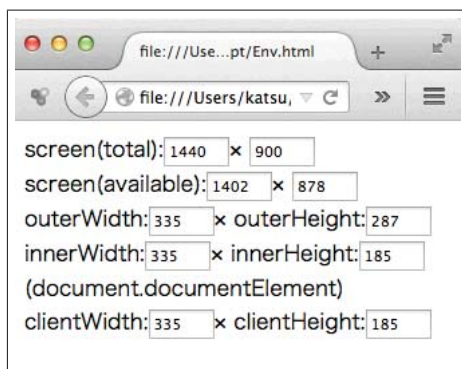 file:///Use...pt/Env.html
file:///Users/katsu,
screen(total):1440× 900
screen(available):1402× 878
outerWidth:335× outerHeight:287
innerWidth:335× innerHeight:185
(document.documentElement)
clientWidth:335× clientHeight:185